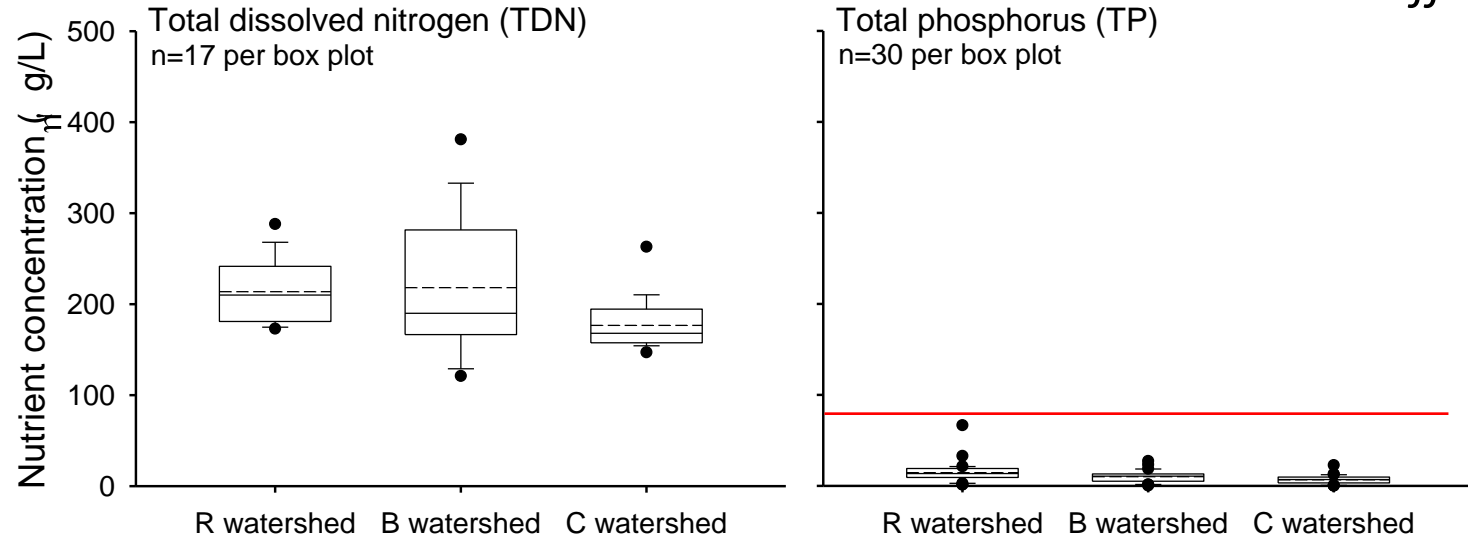 Total dissolved nitrogen (TDN)
n=17 per box plot
Total phosphorus (TP)
n=30 per box plot
Nutrient concentration ( g/L)
500
400
300
200
100
0
R watershed B watershed C watershed
R watershed B watershed C watershed